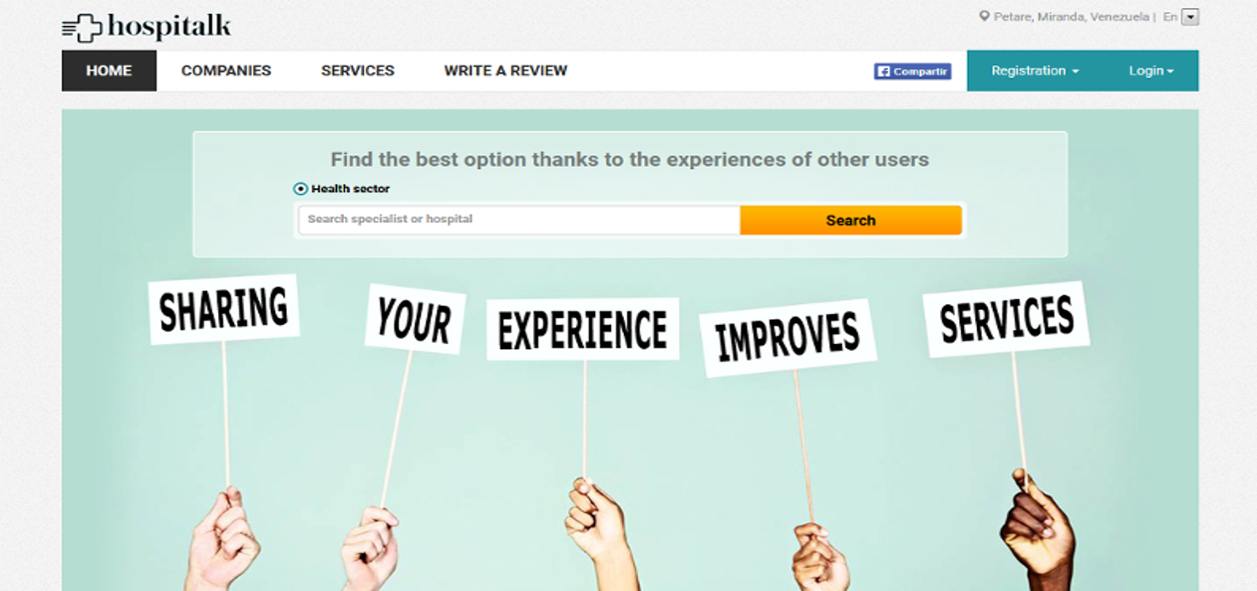 hospitalk
Petare, Miranda, Venezuela | En
HOME COMPANIES SERVICES WRITE A REVIEW Compartir Registration Login
Find the best option thanks to the experiences of other users
Health sector
Search specialist or hospital Search
SHARING YOUR EXPERIENCE IMPROVES SERVICES